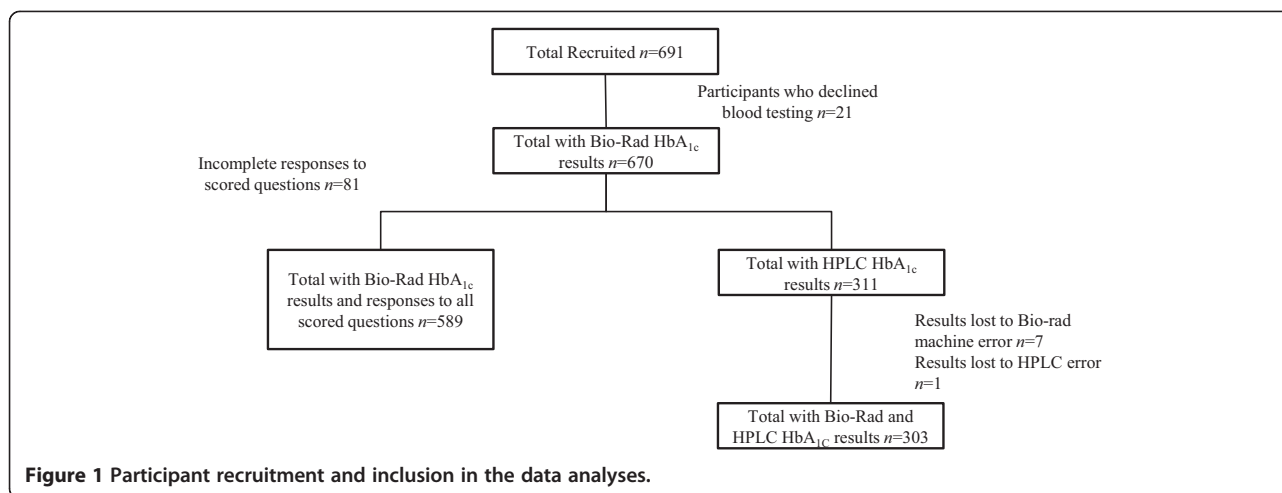 Total Recruited n=691
Participants who declined
blood testing n=21
Total with Bio-Rad HbA1c
results n=670
Incomplete responses to
scored questions n=81
Total with Bio-Rad HbA1c
results and responses to all
scored questions n=589
Total with HPLC HbA1c
results n=311
Results lost to Bio-rad
machine error n=7
Results lost to HPLC error
n=1
Total with Bio-Rad and
HPLC HbA1C results n=303
Figure 1 Participant recruitment and inclusion in the data analyses.